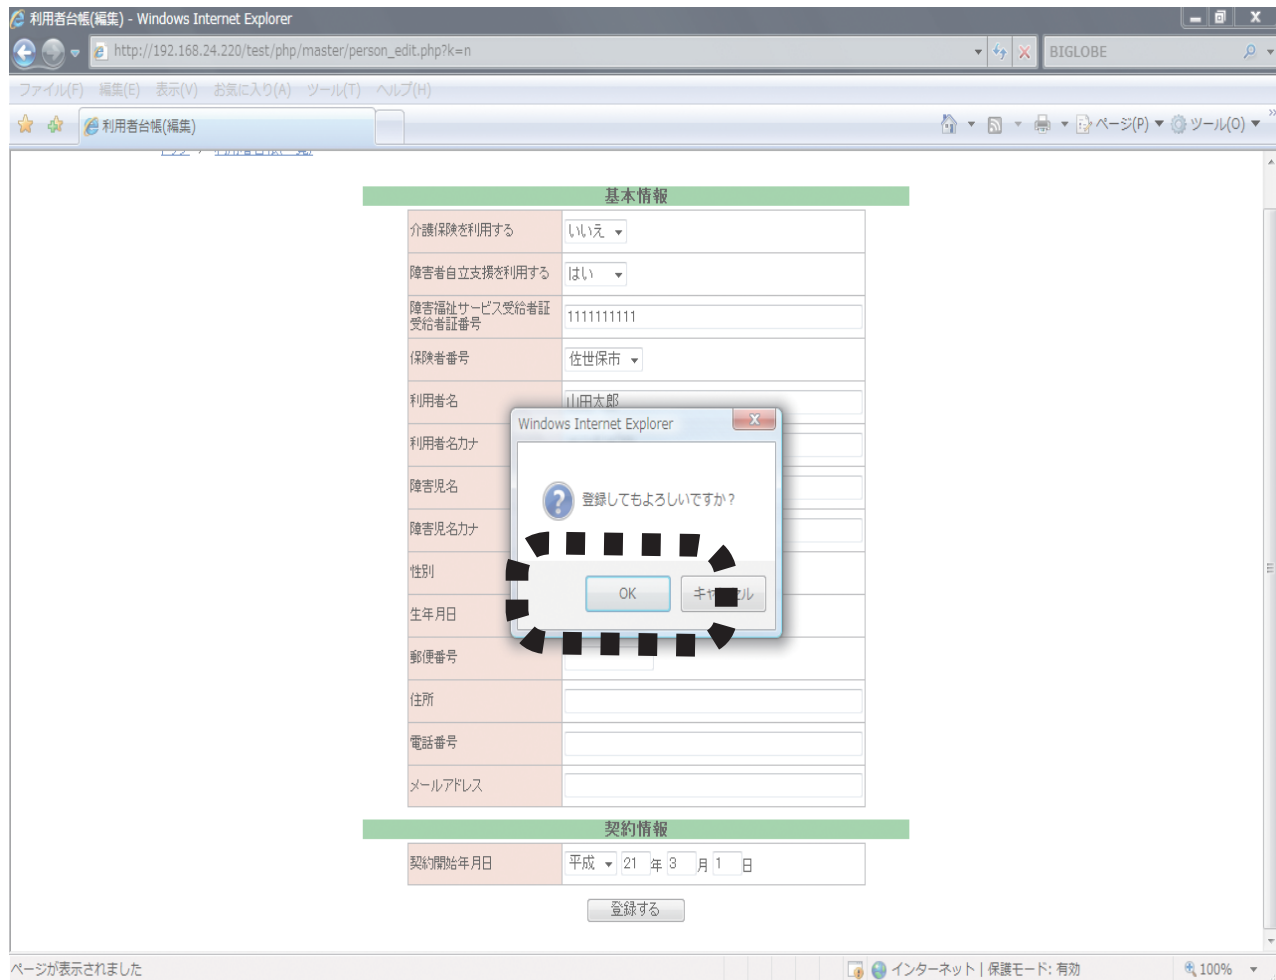 利用者台帳(編集) - Windows Internet Explorer
http://192.168.24.220/test/php/master/person_edit.php?k=n
BIGLOBE
ファイル(F) 編集(E) 表示(V) お気に入り(A) ツール(T) ヘルプ(H)
利用者台帳(編集)
ページ(P) ツール(O)
基本情報
介護保険を利用する いいえ
障害者自立支援を利用する はい
障害福祉サービス受給者証
受給者証番号
1111111111
保険者番号 佐世保市
利用者名 山田太郎
利用者名カナ
障害児名
障害児名カナ
性別
生年月日
郵便番号
住所
電話番号
メールアドレス
Windows Internet Explorer
登録してもよろしいですか？
OK キャンセル
契約情報
契約開始年月日 平成 21 年 3 月 1 日
登録する
ページが表示されました
インターネット | 保護モード: 有効
100%